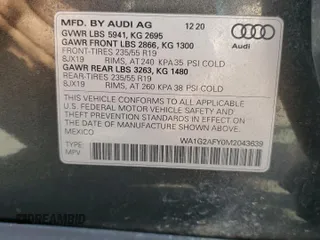 MFD. BY AUDI AG 12 20
GVWR LBS 5941, KG 2695
GAWR FRONT LBS 2866, KG 1300
FRONT-TIRES 235/55 R19
8JX19 RIMS, AT 240 KPA 35 PSI COLD
GAWR REAR LBS 3263, KG 1480
REAR-TIRES 235/55 R19
8JX19 RIMS, AT 260 KPA 38 PSI COLD
Audi
THIS VEHICLE CONFORMS TO ALL APPLICABLE
U.S. FEDERAL MOTOR VEHICLE SAFETY AND
THEFT PREVENTION STANDARDS IN EFFECT ON
THE DATE OF MANUFACTURE SHOWN ABOVE.
MEXICO
TYPE: WA1G2AFY0M2043639
MPV